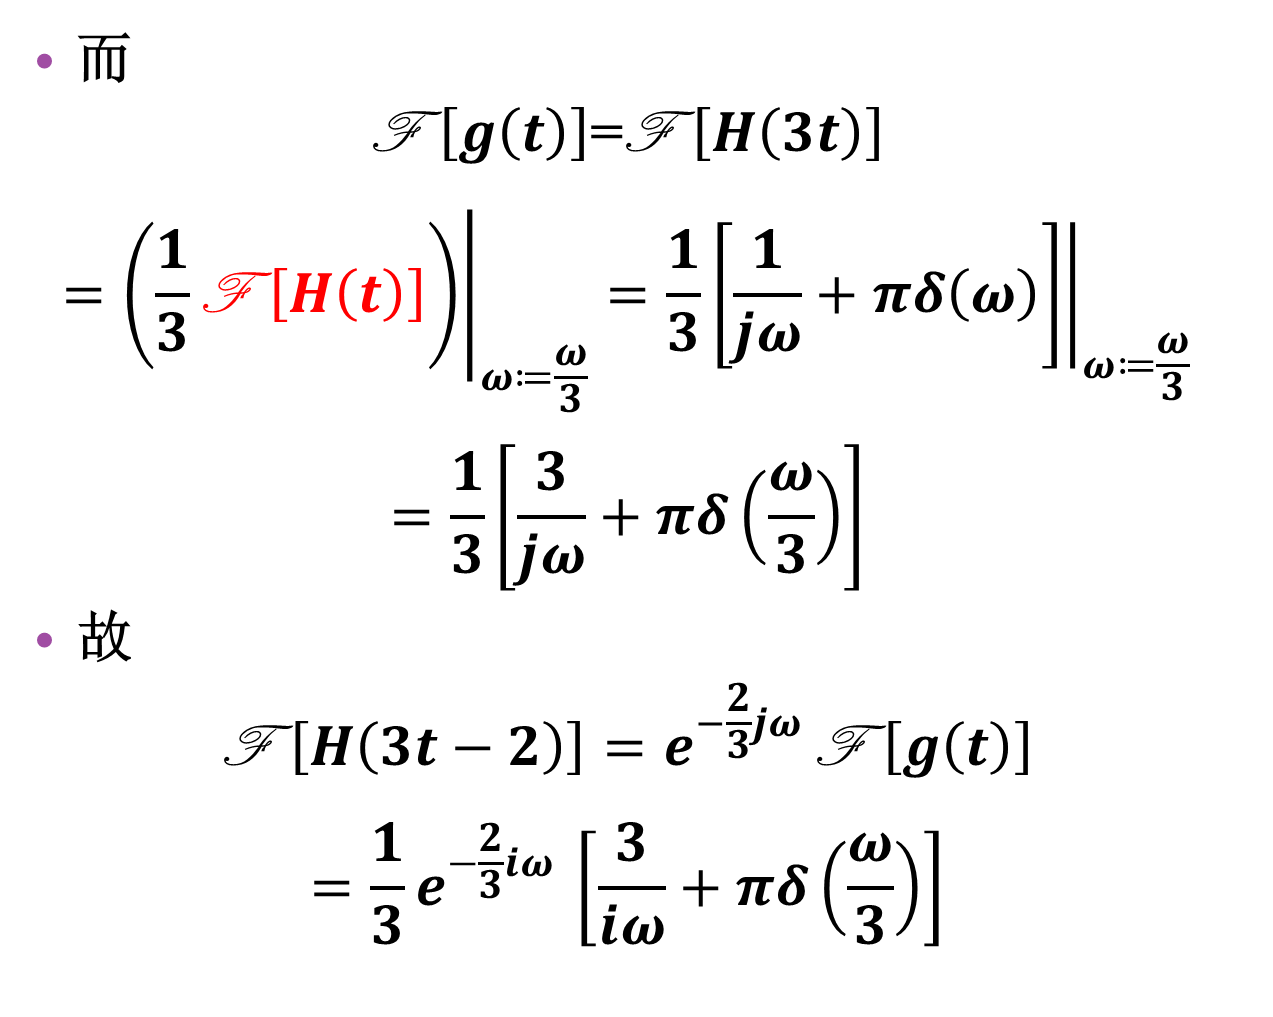 • 而
ℱ[g(t)]=ℱ[H(3t)]
= (1/3 ℱ[H(t)])|_{ω:=ω/3} = 1/3 [1/(jω) + πδ(ω)]|_{ω:=ω/3}
= 1/3 [3/(jω) + πδ(ω/3)]
• 故
ℱ[H(3t − 2)] = e^{−(2/3)jω} ℱ[g(t)]
= 1/3 e^{−(2/3)iω} [3/(iω) + πδ(ω/3)]